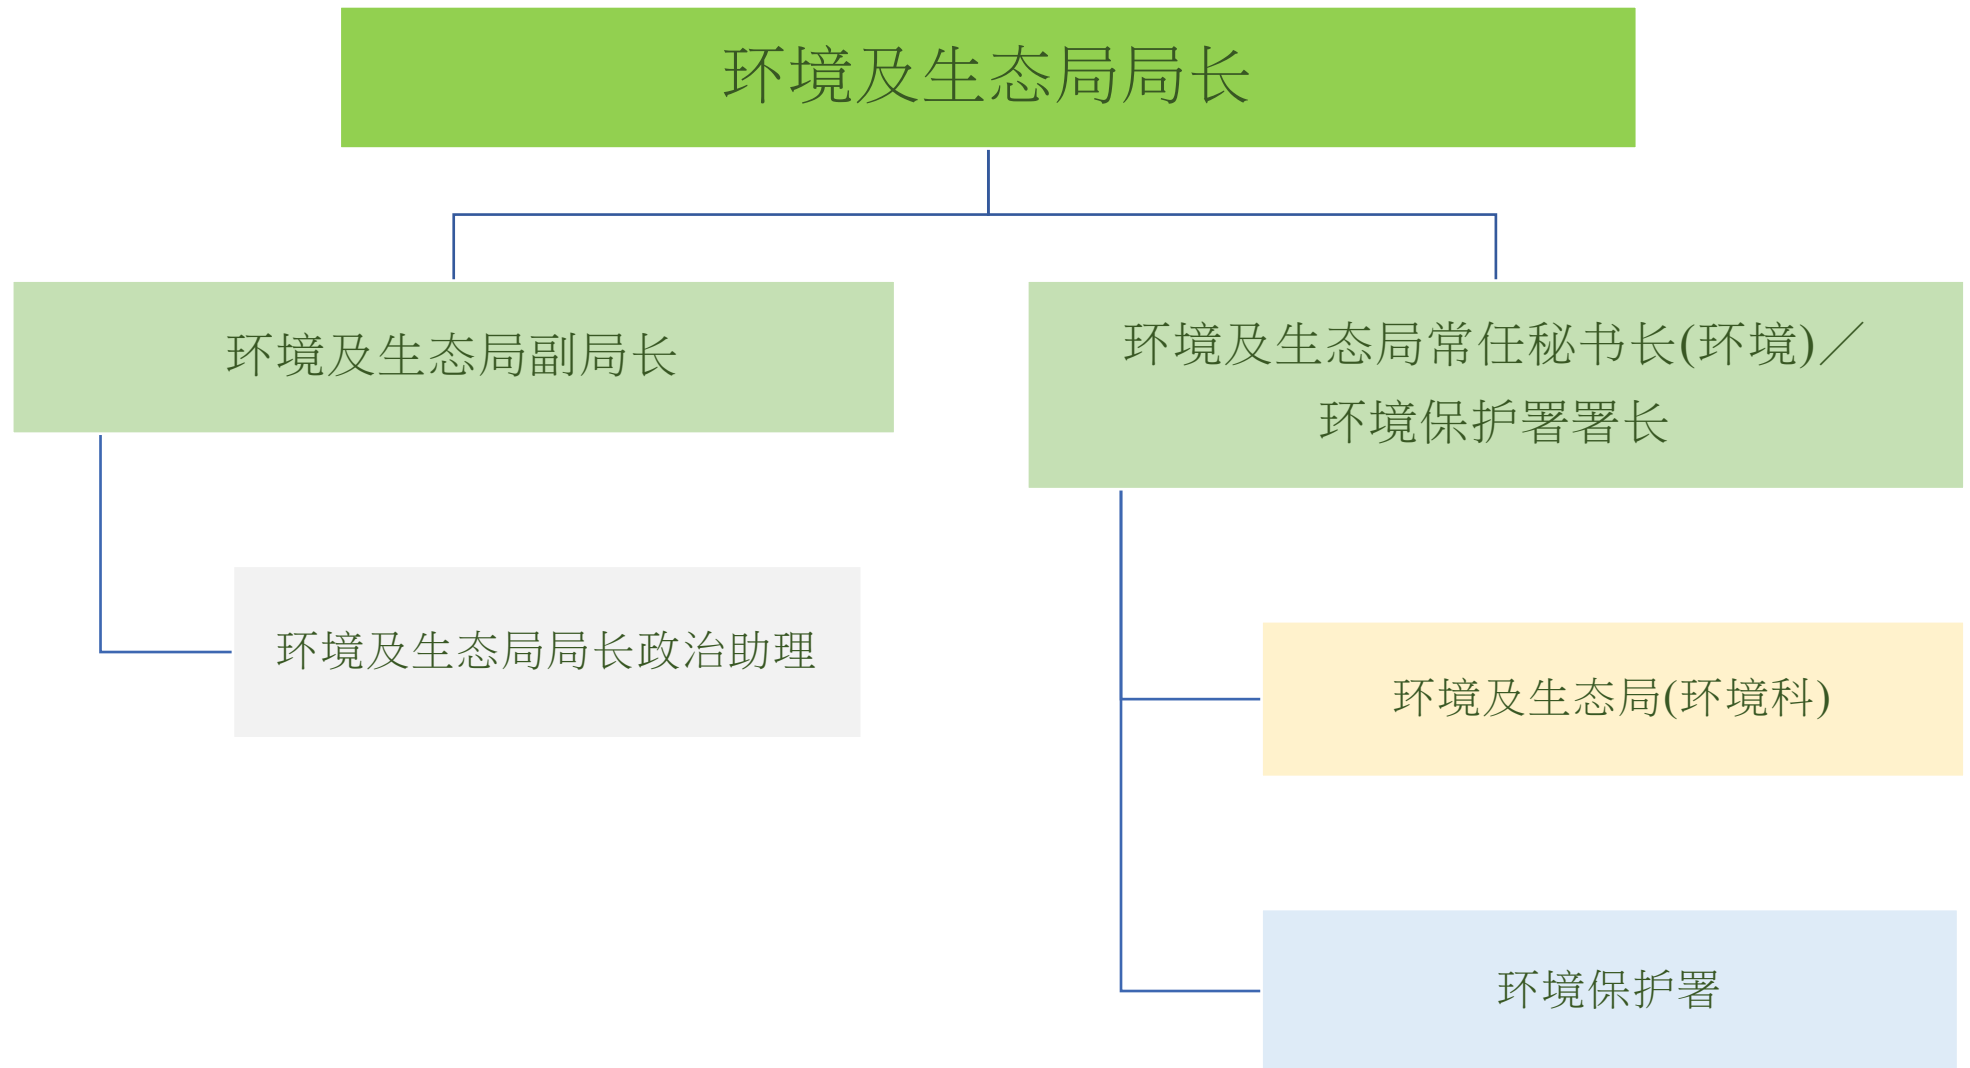 环境及生态局局长
环境及生态局副局长
环境及生态局常任秘书长(环境)／
环境保护署署长
环境及生态局局长政治助理
环境及生态局(环境科)
环境保护署